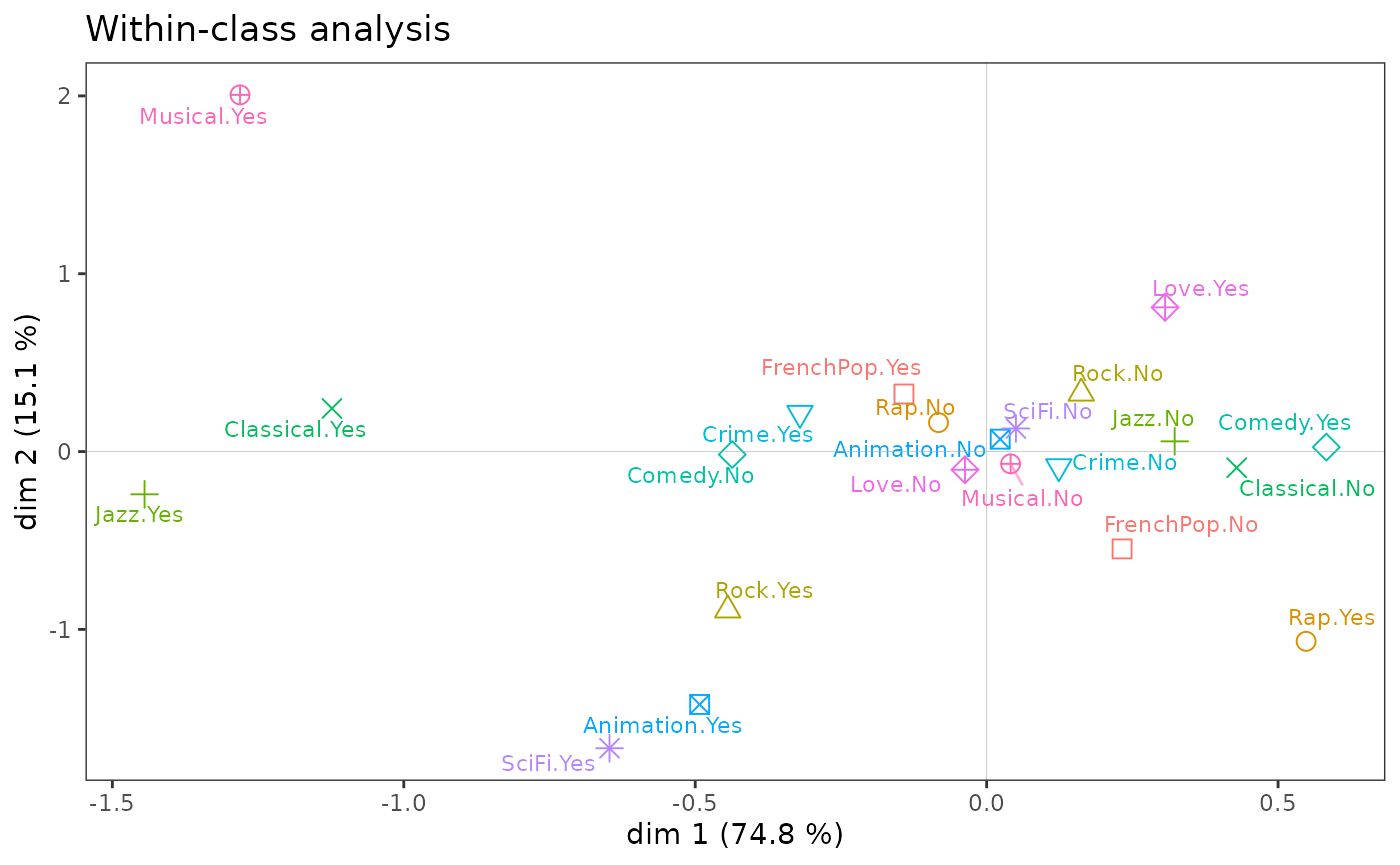 Within-class analysis
2
Musical.Yes
Love.Yes
1
FrenchPop.Yes
Rock.No
Rap.No
SciFi.No
Jazz.No
Comedy.Yes
Classical.Yes
Crime.Yes
0
Animation.No
Crime.No
Comedy.No
Love.No
Classical.No
Musical.No
Jazz.Yes
FrenchPop.No
Rock.Yes
Rap.Yes
-1
Animation.Yes
SciFi.Yes
-1.5 -1.0 -0.5 0.0 0.5
dim 1 (74.8 %)
dim 2 (15.1 %)